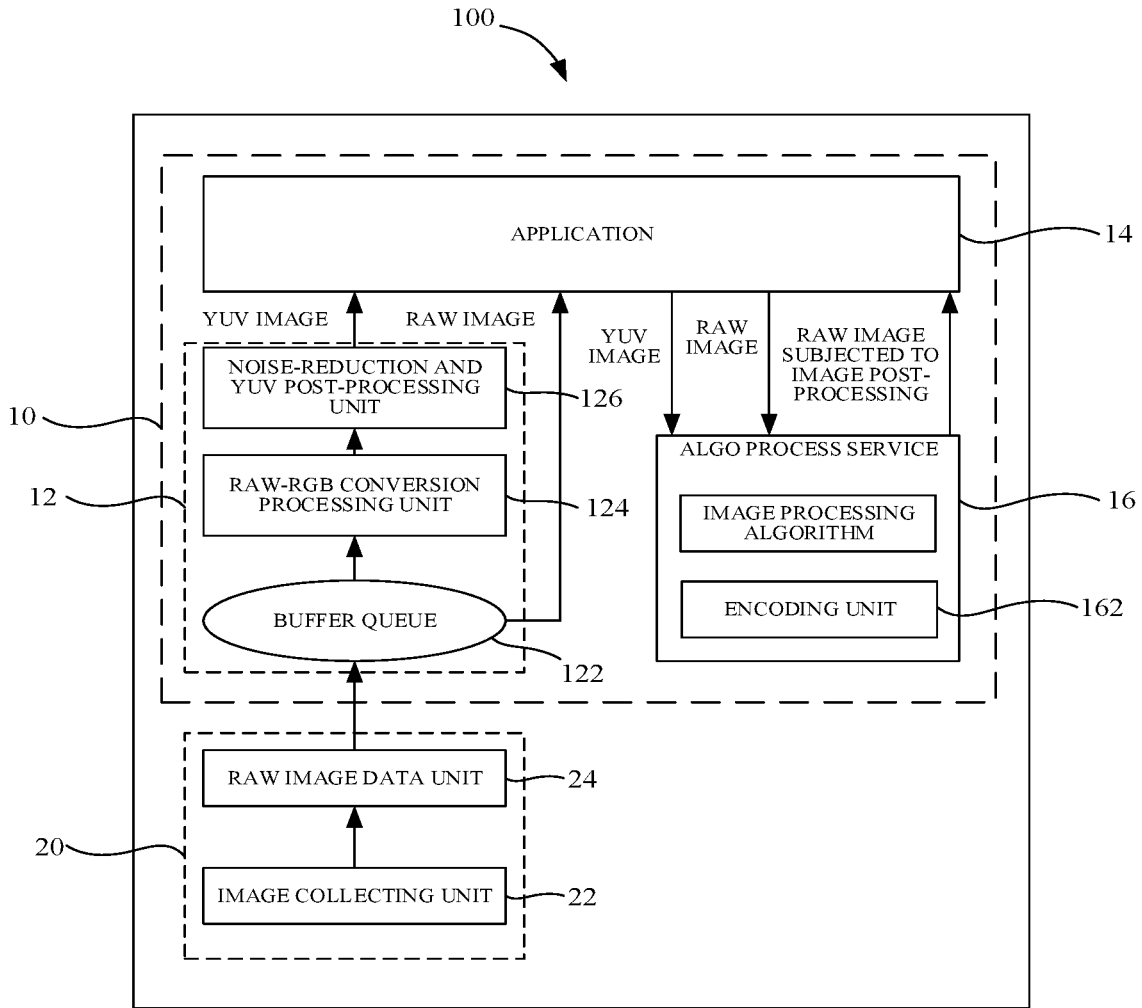 100
APPLICATION
14
YUV IMAGE
RAW IMAGE
YUV
IMAGE
RAW
IMAGE
RAW IMAGE
SUBJECTED TO
IMAGE POST-
PROCESSING
NOISE-REDUCTION AND
YUV POST-PROCESSING
UNIT
126
10
ALGO PROCESS SERVICE
12
RAW-RGB CONVERSION
PROCESSING UNIT
124
16
IMAGE PROCESSING
ALGORITHM
BUFFER QUEUE
122
ENCODING UNIT
162
RAW IMAGE DATA UNIT
24
20
IMAGE COLLECTING UNIT
22